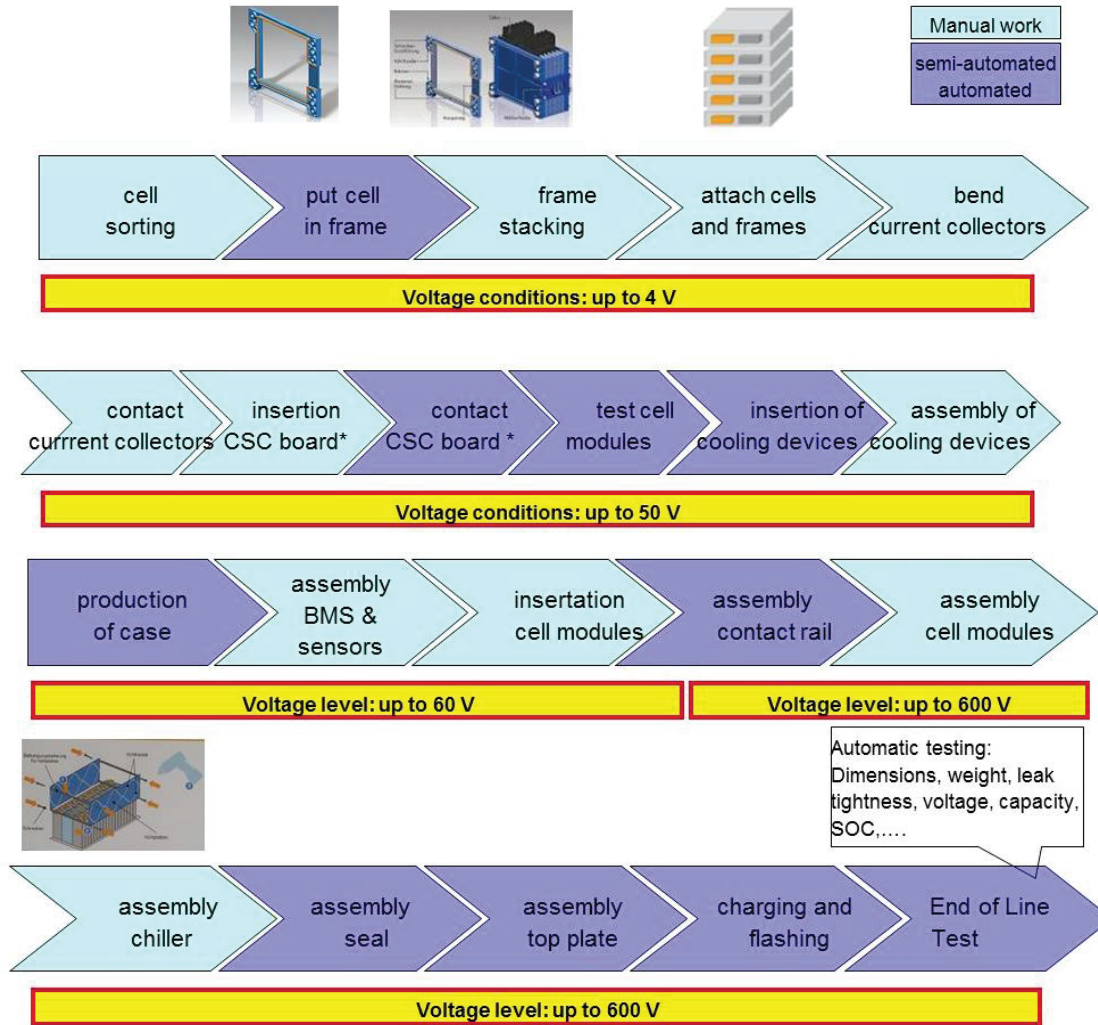 Manual work
semi-automated
automated
cell
sorting
put cell
in frame
frame
stacking
attach cells
and frames
bend
current collectors
Voltage conditions: up to 4 V
contact
currrent collectors
insertion
CSC board*
contact
CSC board *
test cell
modules
insertion of
cooling devices
assembly of
cooling devices
Voltage conditions: up to 50 V
production
of case
assembly
BMS &
sensors
insertation
cell modules
assembly
contact rail
assembly
cell modules
Voltage level: up to 60 V
Voltage level: up to 600 V
Automatic testing:
Dimensions, weight, leak
tightness, voltage, capacity,
SOC,....
assembly
chiller
assembly
seal
assembly
top plate
charging and
flashing
End of Line
Test
Voltage level: up to 600 V